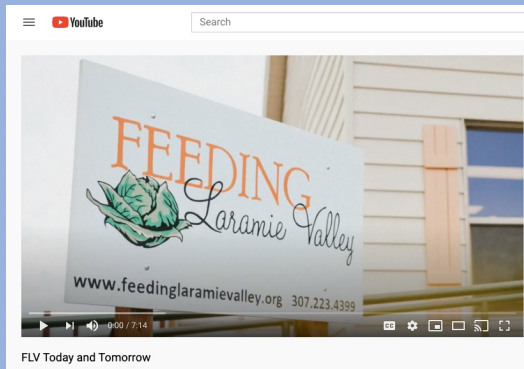 YouTube
Search
FEEDING
Laramie Valley
www.feedinglaramievalley.org 307.223.4399
0:00 / 7:14
CC
FLV Today and Tomorrow